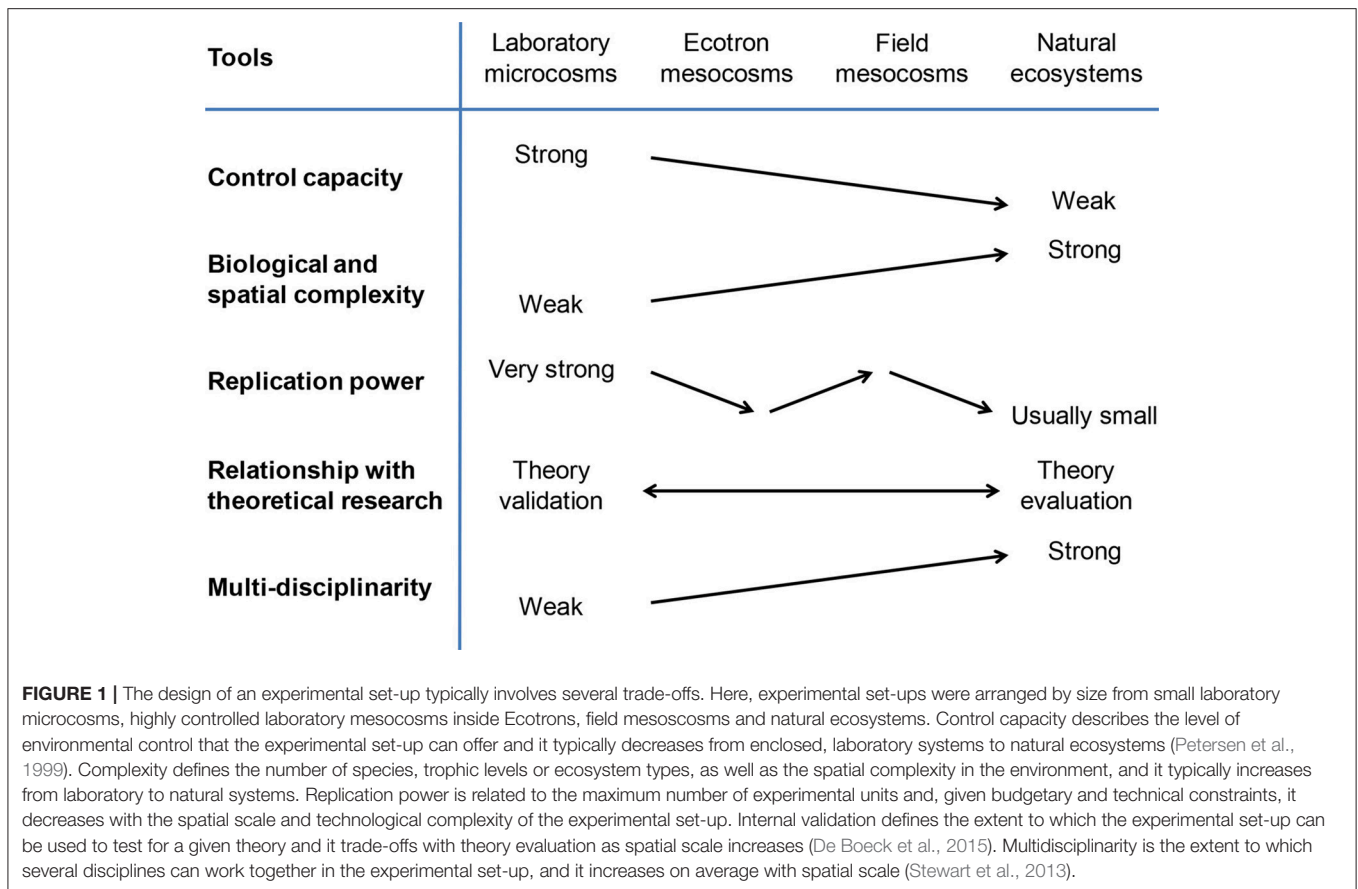 Tools
Laboratory microcosms
Ecotron mesocosms
Field mesocosms
Natural ecosystems
Control capacity
Strong
Weak
Biological and spatial complexity
Weak
Strong
Replication power
Very strong
Usually small
Relationship with theoretical research
Theory validation
Theory evaluation
Multi-disciplinarity
Weak
Strong
FIGURE 1 | The design of an experimental set-up typically involves several trade-offs. Here, experimental set-ups were arranged by size from small laboratory
microcosms, highly controlled laboratory mesocosms inside Ecotrons, field mesoscosms and natural ecosystems. Control capacity describes the level of
environmental control that the experimental set-up can offer and it typically decreases from enclosed, laboratory systems to natural ecosystems (Petersen et al.,
1999). Complexity defines the number of species, trophic levels or ecosystem types, as well as the spatial complexity in the environment, and it typically increases
from laboratory to natural systems. Replication power is related to the maximum number of experimental units and, given budgetary and technical constraints, it
decreases with the spatial scale and technological complexity of the experimental set-up. Internal validation defines the extent to which the experimental set-up can
be used to test for a given theory and it trade-offs with theory evaluation as spatial scale increases (De Boeck et al., 2015). Multidisciplinarity is the extent to which
several disciplines can work together in the experimental set-up, and it increases on average with spatial scale (Stewart et al., 2013).